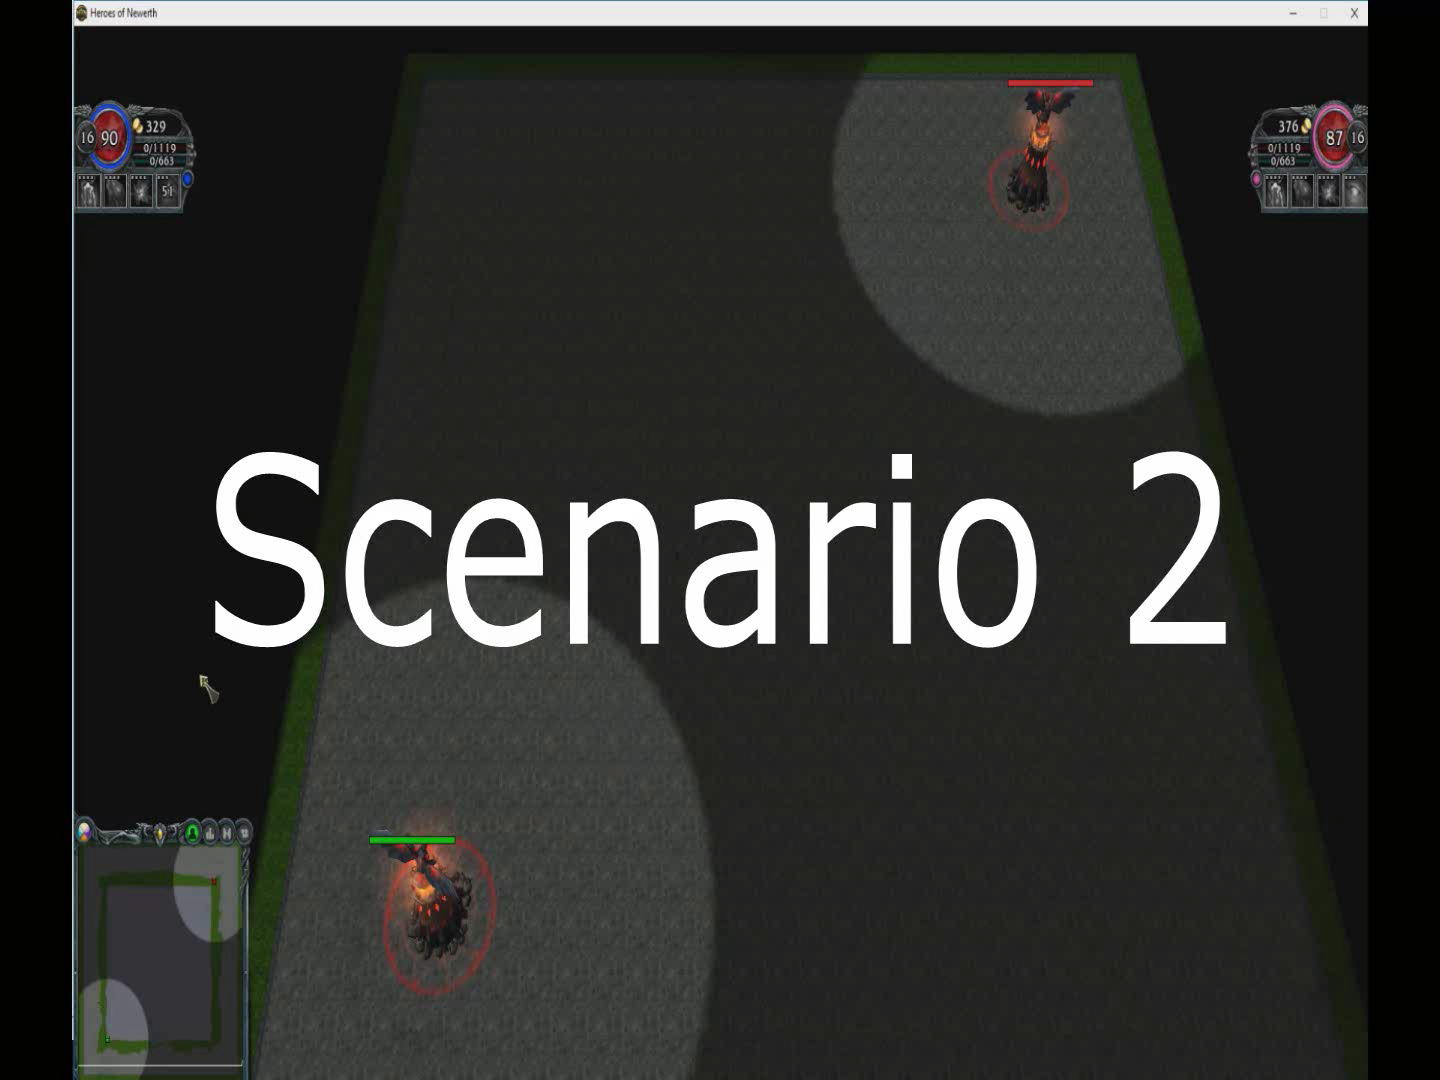 Heroes of Newerth
16 90 329
0/1119
0/663
51
376 87 16
0/1119
0/663
Scenario 2